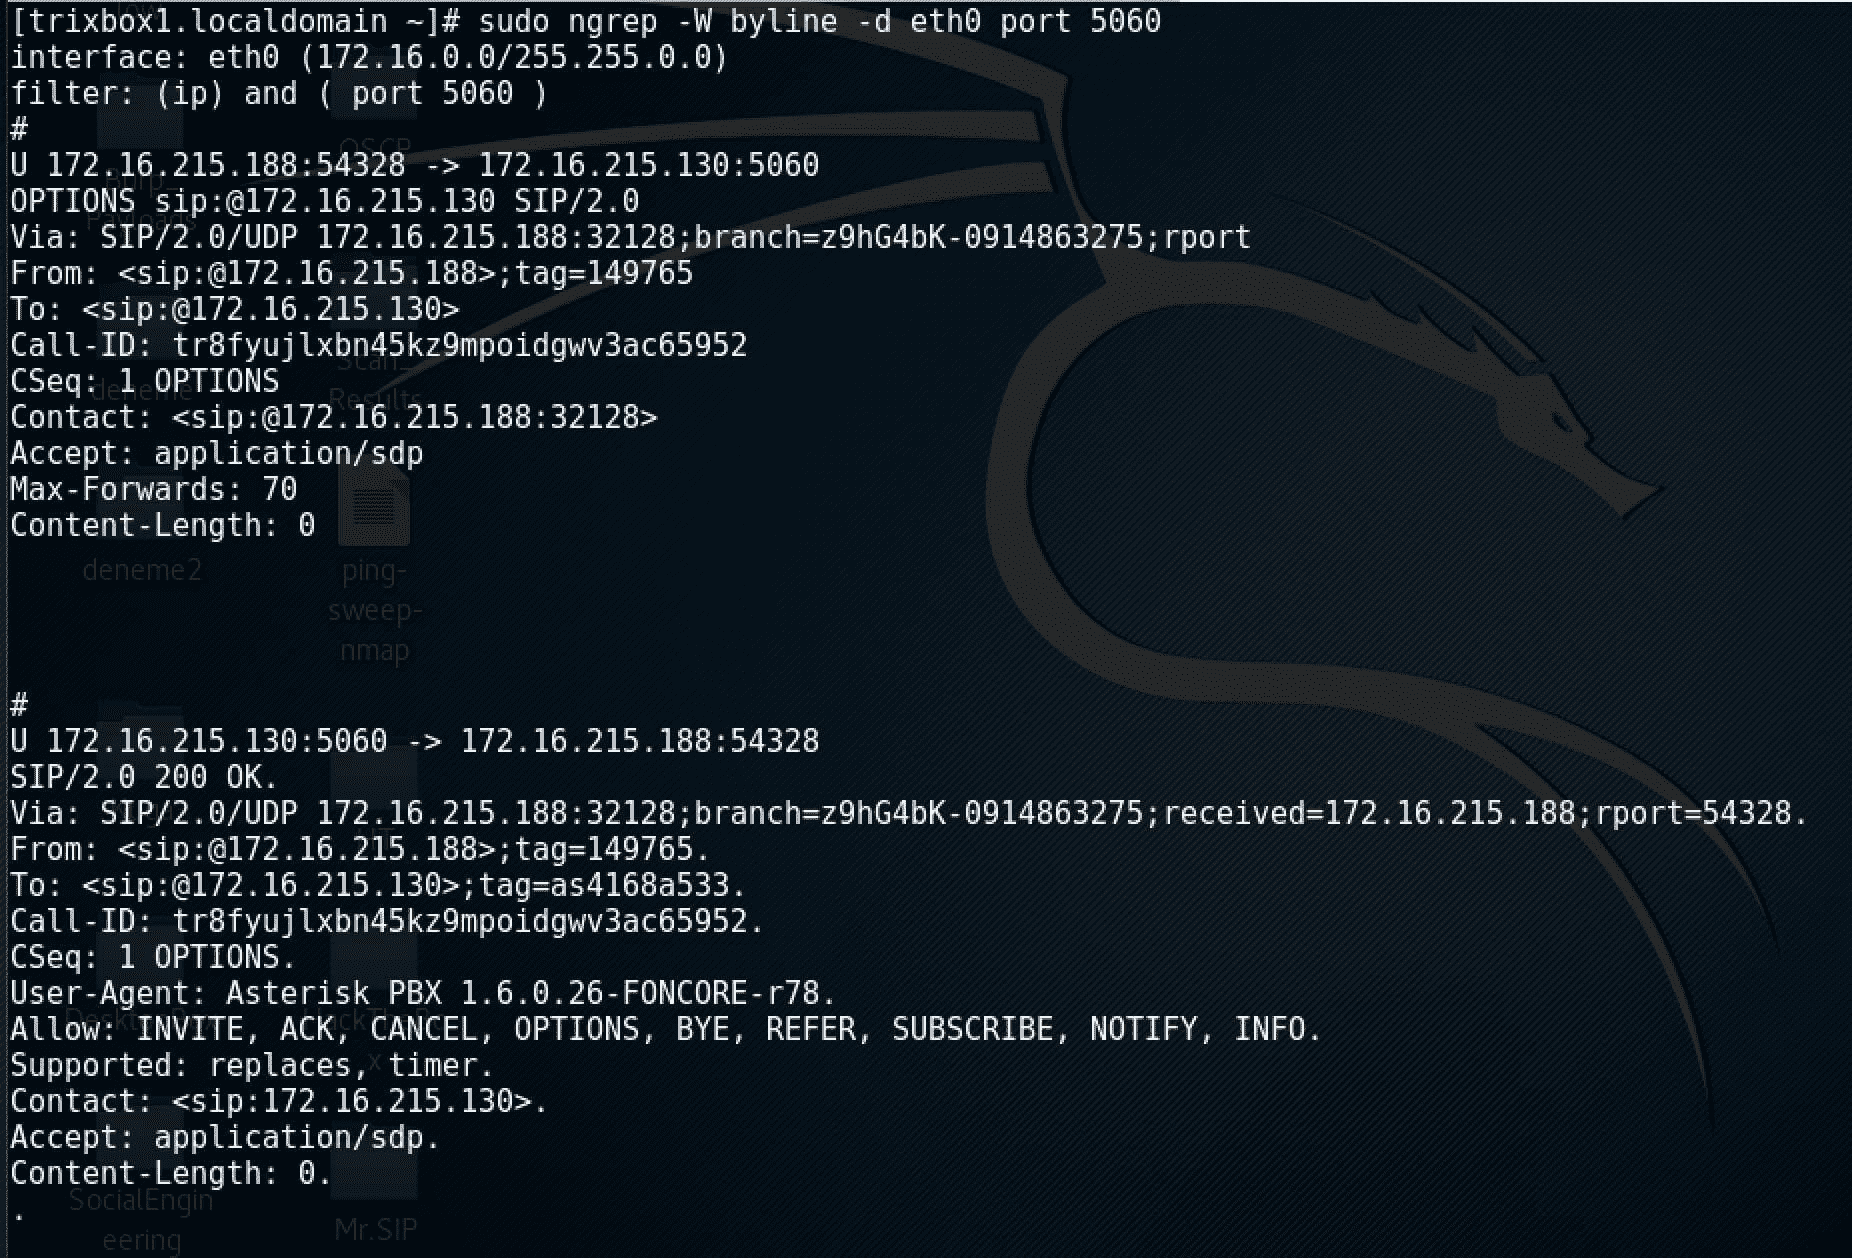 [trixbox1.localdomain ~]# sudo ngrep -W byline -d eth0 port 5060
interface: eth0 (172.16.0.0/255.255.0.0)
filter: (ip) and ( port 5060 )
#
U 172.16.215.188:54328 -> 172.16.215.130:5060
OPTIONS sip:@172.16.215.130 SIP/2.0
Via: SIP/2.0/UDP 172.16.215.188:32128;branch=z9hG4bK-0914863275;rport
From: <sip:@172.16.215.188>;tag=149765
To: <sip:@172.16.215.130>
Call-ID: tr8fyujlxbn45kz9mpoidgwv3ac65952
CSeq: 1 OPTIONS
Contact: <sip:@172.16.215.188:32128>
Accept: application/sdp
Max-Forwards: 70
Content-Length: 0
#
U 172.16.215.130:5060 -> 172.16.215.188:54328
SIP/2.0 200 OK.
Via: SIP/2.0/UDP 172.16.215.188:32128;branch=z9hG4bK-0914863275;received=172.16.215.188;rport=54328.
From: <sip:@172.16.215.188>;tag=149765.
To: <sip:@172.16.215.130>;tag=as4168a533.
Call-ID: tr8fyujlxbn45kz9mpoidgwv3ac65952.
CSeq: 1 OPTIONS.
User-Agent: Asterisk PBX 1.6.0.26-FONCORE-r78.
Allow: INVITE, ACK, CANCEL, OPTIONS, BYE, REFER, SUBSCRIBE, NOTIFY, INFO.
Supported: replaces, timer.
Contact: <sip:172.16.215.130>.
Accept: application/sdp.
Content-Length: 0.
.
OSCP
Scan_
Results
deneme
deneme2
ping-
sweep-
nmap
SocialEngin
eering
Mr.SIP